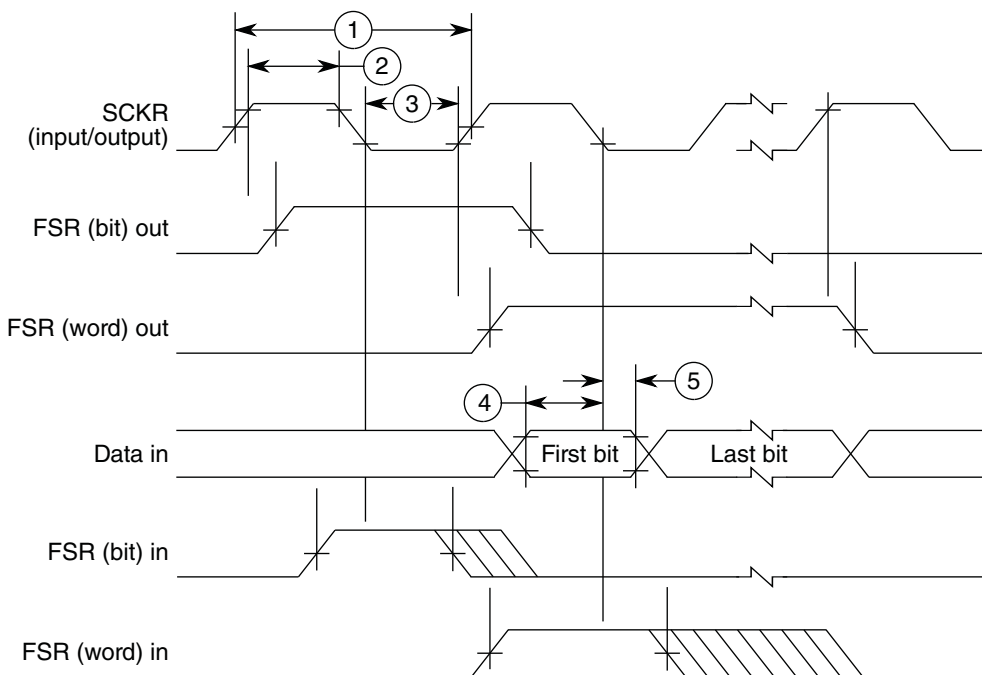 1
2
3
SCKR
(input/output)
FSR (bit) out
FSR (word) out
4
5
Data in
First bit
Last bit
FSR (bit) in
FSR (word) in